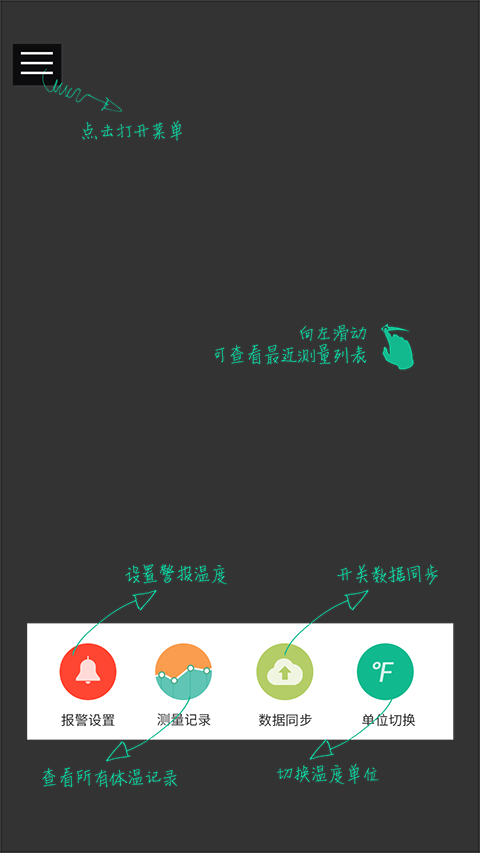 点击打开菜单
向左滑动
可查看最近测量列表
设置警报温度
开关数据同步
°F
报警设置
测量记录
数据同步
单位切换
查看所有体温记录
切换温度单位